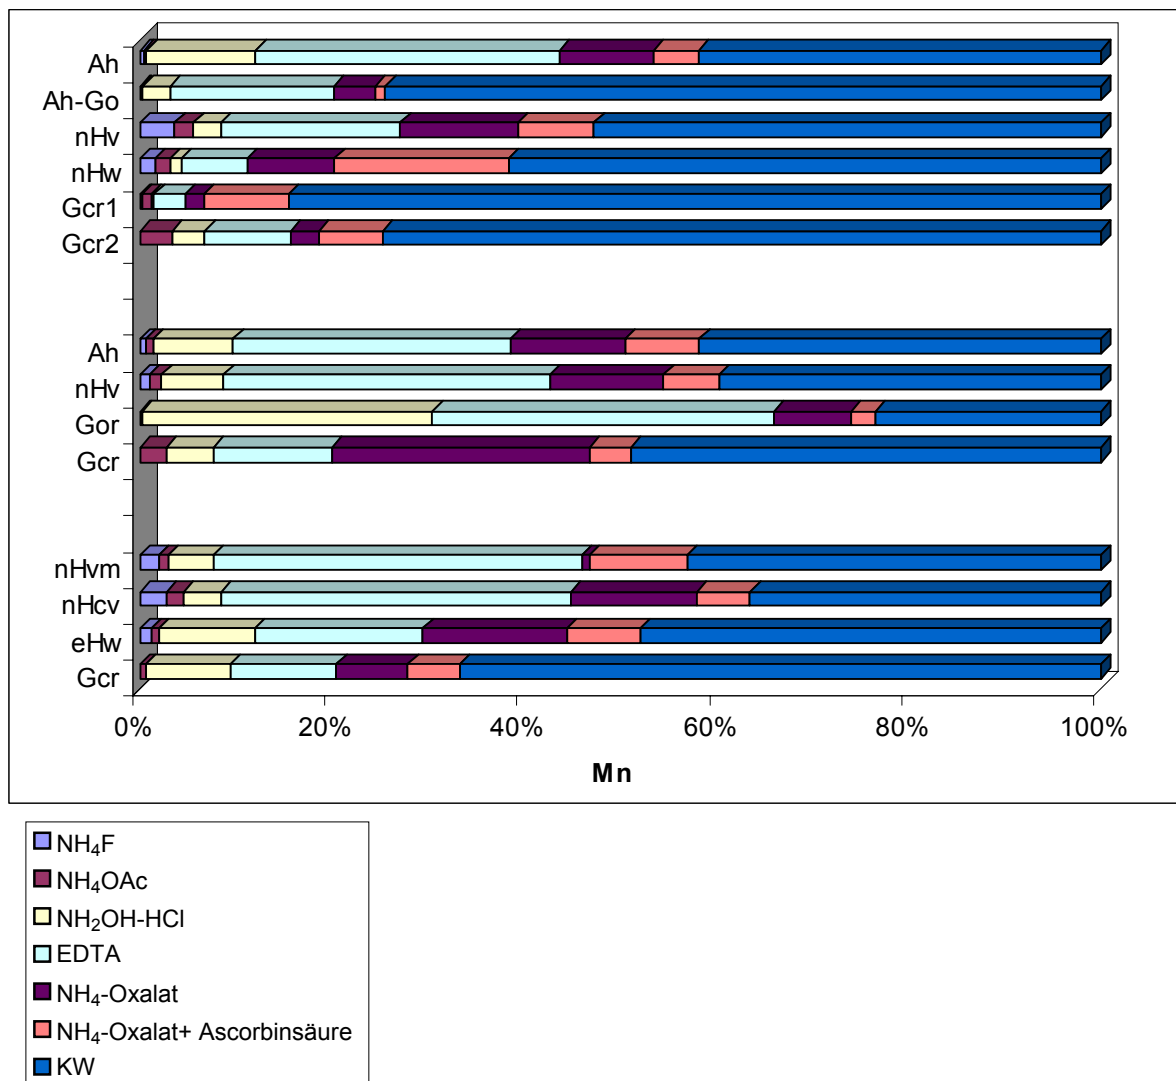 Ah
Ah-Go
nHv
nHw
Gcr1
Gcr2
Ah
nHv
Gor
Gcr
nHvm
nHcv
eHw
Gcr
0% 20% 40% 60% 80% 100%
Mn
NH₄F
NH₄OAc
NH₂OH-HCl
EDTA
NH₄-Oxalat
NH₄-Oxalat+ Ascorbinsäure
KW